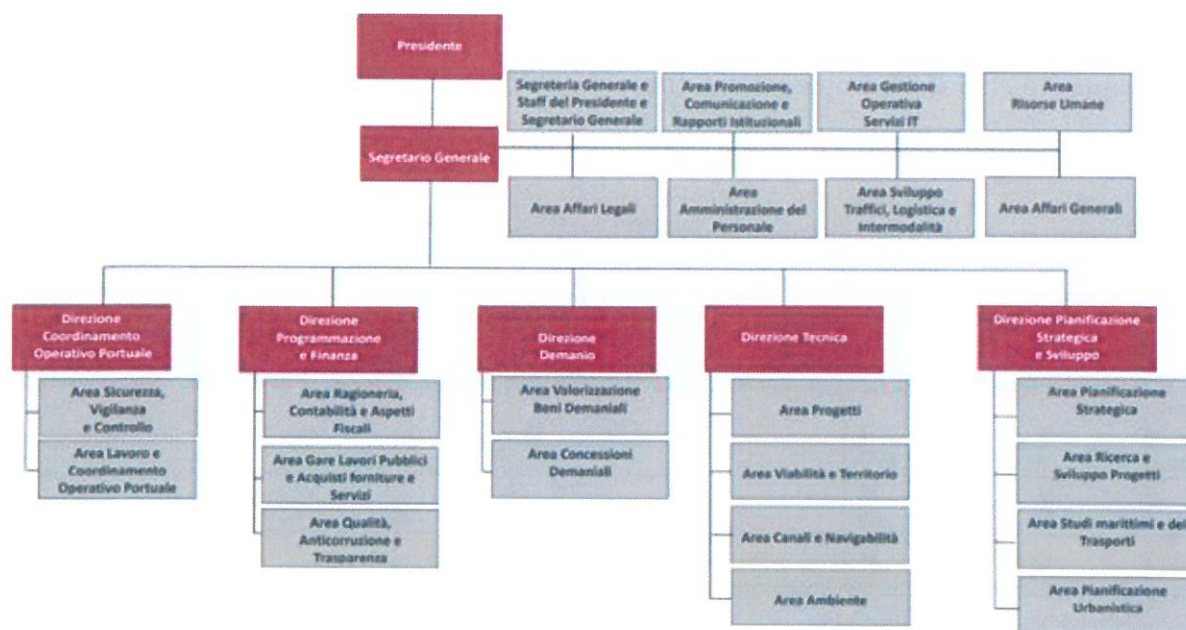 Presidente
Segreteria Generale e
Staff del Presidente e
Segretario Generale
Area Promozione,
Comunicazione e
Rapporti Istituzionali
Area Gestione
Operativa
Servizi IT
Area
Risorse Umane
Segretario Generale
Area Affari Legali
Area
Amministrazione del
Personale
Area Sviluppo
Traffici, Logistica e
Intermodalità
Area Affari Generali
Direzione
Coordinamento
Operativo Portuale
Area Sicurezza,
Vigilanza
e Controllo
Area Lavoro e
Coordinamento
Operativo Portuale
Direzione
Programmazione
e Finanza
Area Ragioneria,
Contabilità e Aspetti
Fiscali
Area Gare Lavori Pubblici
e Acquisti forniture e
Servizi
Area Qualità,
Anticorruzione e
Trasparenza
Direzione
Demanio
Area Valorizzazione
Beni Demaniali
Area Concessioni
Demaniali
Direzione Tecnica
Area Progetti
Area Viabilità e Territorio
Area Canali e Navigabilità
Area Ambiente
Direzione Pianificazione
Strategica
e Sviluppo
Area Pianificazione
Strategica
Area Ricerca e
Sviluppo Progetti
Area Studi marittimi e dei
Trasporti
Area Pianificazione
Urbanistica